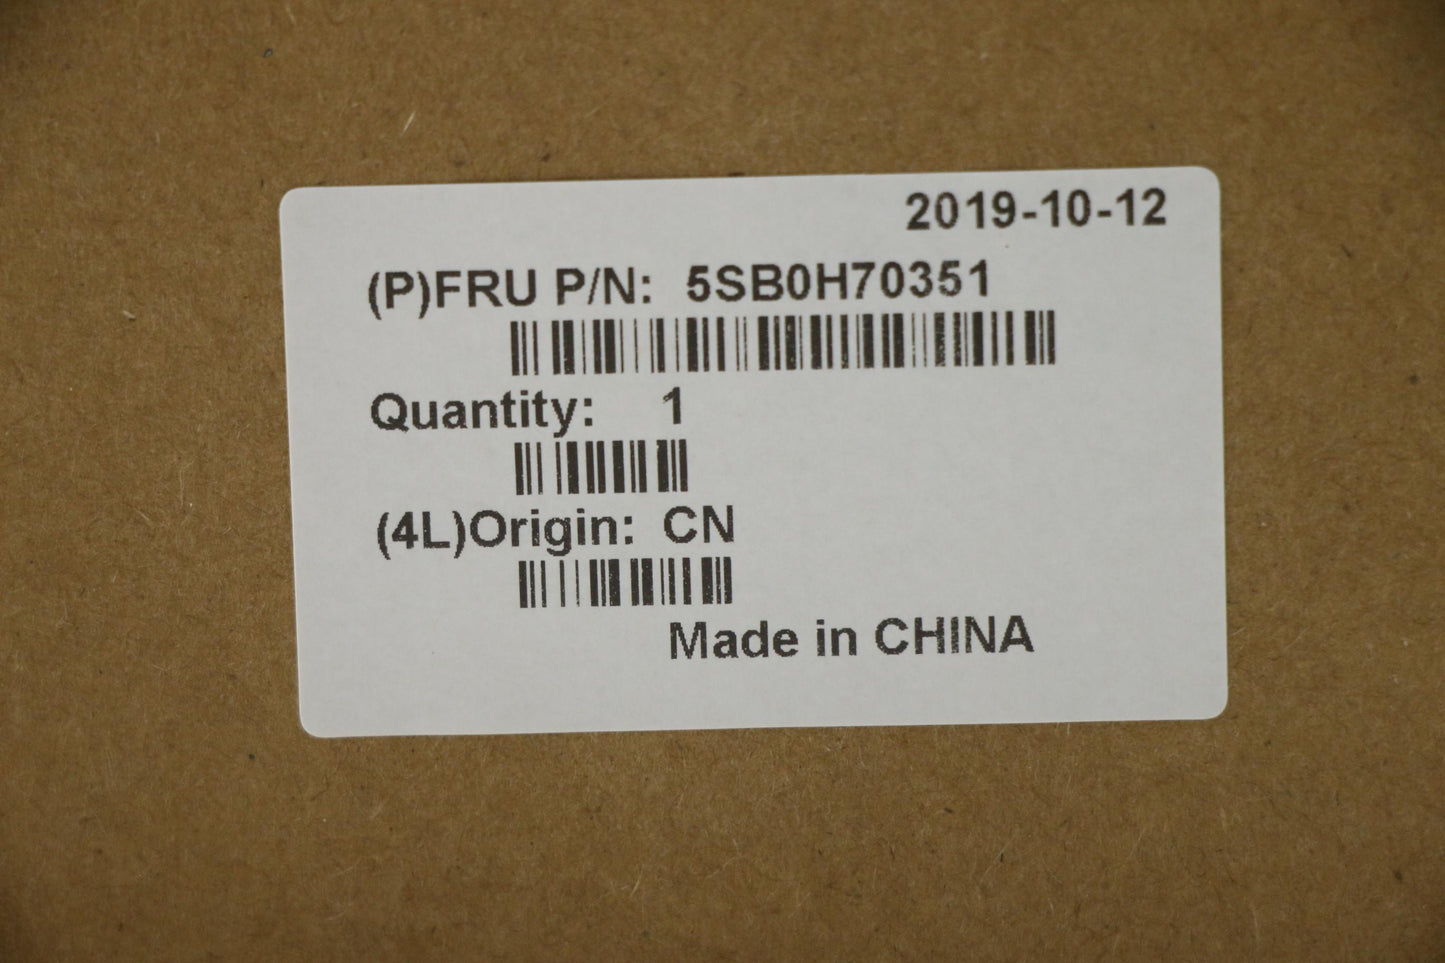 2019-10-12
(P)FRU P/N: 5SB0H70351
Quantity: 1
(4L)Origin: CN
Made in CHINA